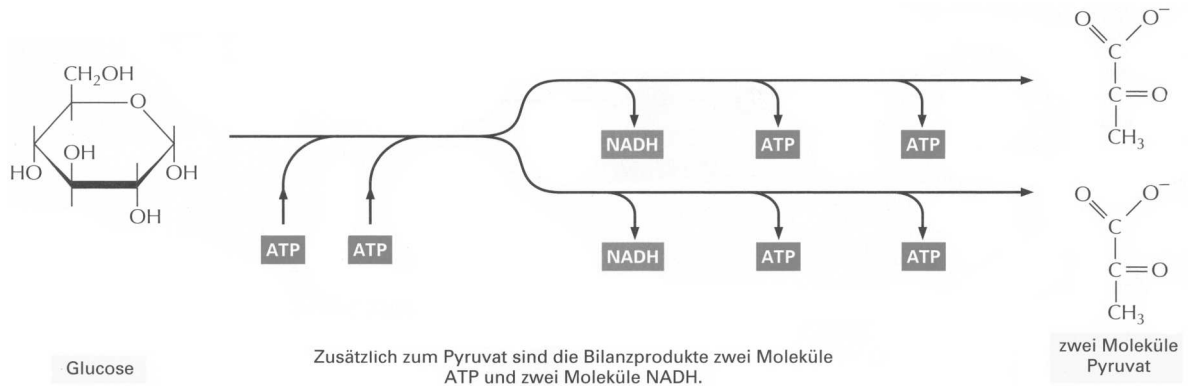 CH₂OH
O
OH
HO
OH
OH
Glucose
ATP
ATP
NADH
ATP
ATP
NADH
ATP
ATP
O
O⁻
C
C=O
CH₃
O
O⁻
C
C=O
CH₃
zwei Moleküle
Pyruvat
Zusätzlich zum Pyruvat sind die Bilanzprodukte zwei Moleküle
ATP und zwei Moleküle NADH.